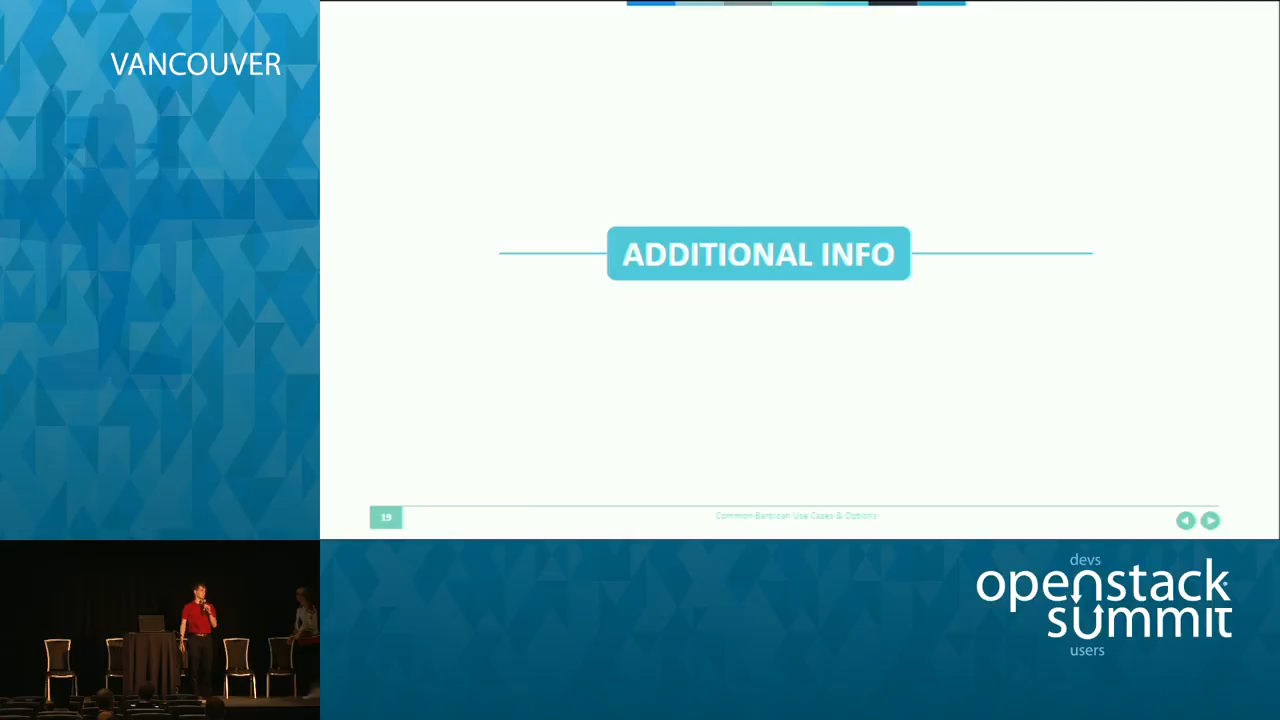 VANCOUVER
ADDITIONAL INFO
19
Common Barbican Use Cases & Options
devs
openstack
summit
users